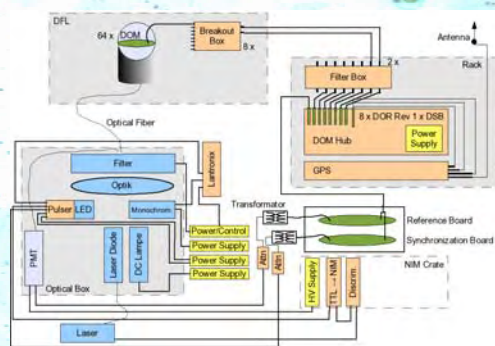 DFL
64 x
DOM
Breakout
Box
8 x
Antenna
Rack
2 x
Filter Box
8 x DOR Rev 1 x DSB
DOM Hub
Power
Supply
GPS
Optical Fiber
Filter
Optik
Lantronix
Pulser
LED
Monochrom.
Transformator
Power/Control
Power Supply
Power Supply
Power Supply
Reference Board
Synchronization Board
PMT
Laser Diode
DC Lampe
Attn
Attn
Optical Box
HV Supply
TTL → NIM
Discrim
NIM Crate
Laser